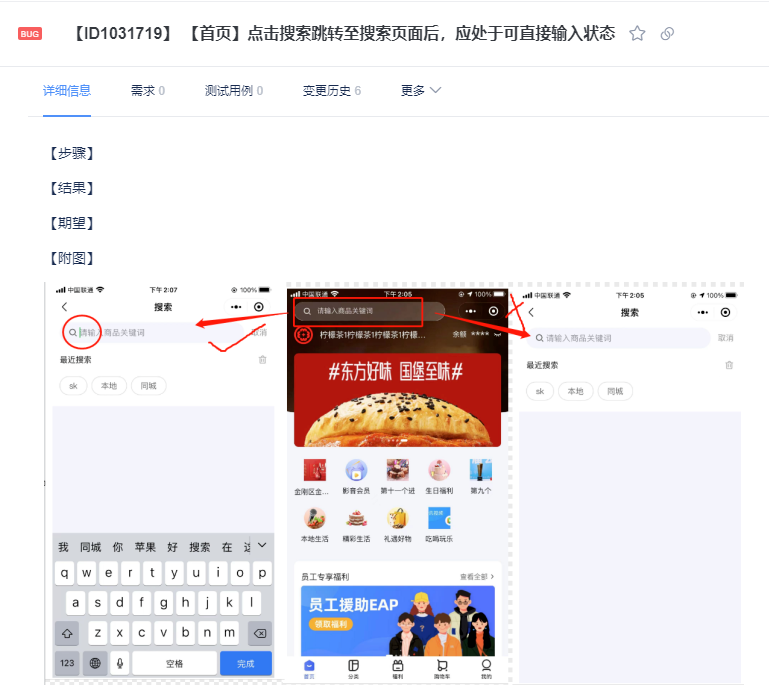 BUG 【ID1031719】 【首页】点击搜索跳转至搜索页面后，应处于可直接输入状态
详细信息 需求 0 测试用例 0 变更历史 6 更多
【步骤】
【结果】
【期望】
【附图】
中国联通 下午 2:07 100%
搜索
请输入商品关键词 取消
最近搜索
sk 本地 同城
我 同城 你 苹果 好 搜索 在
q w e r t y u i o p
a s d f g h j k l
z x c v b n m
123 空格 完成
中国联通 下午2:05 100%
请输入商品关键词
柠檬茶1柠檬茶1柠檬茶1柠檬... 余额 ****
#东方好味 国堡至味#
金刚区金... 影音会员 第十一个进 生日福利 第九个
本地生活 精彩生活 礼遇好物 吃喝玩乐
员工专享福利 查看全部 >
员工援助EAP
领取福利
首页 分类 福利 购物车 我的
中国联通 下午2:05 100%
搜索
请输入商品关键词 取消
最近搜索
sk 本地 同城